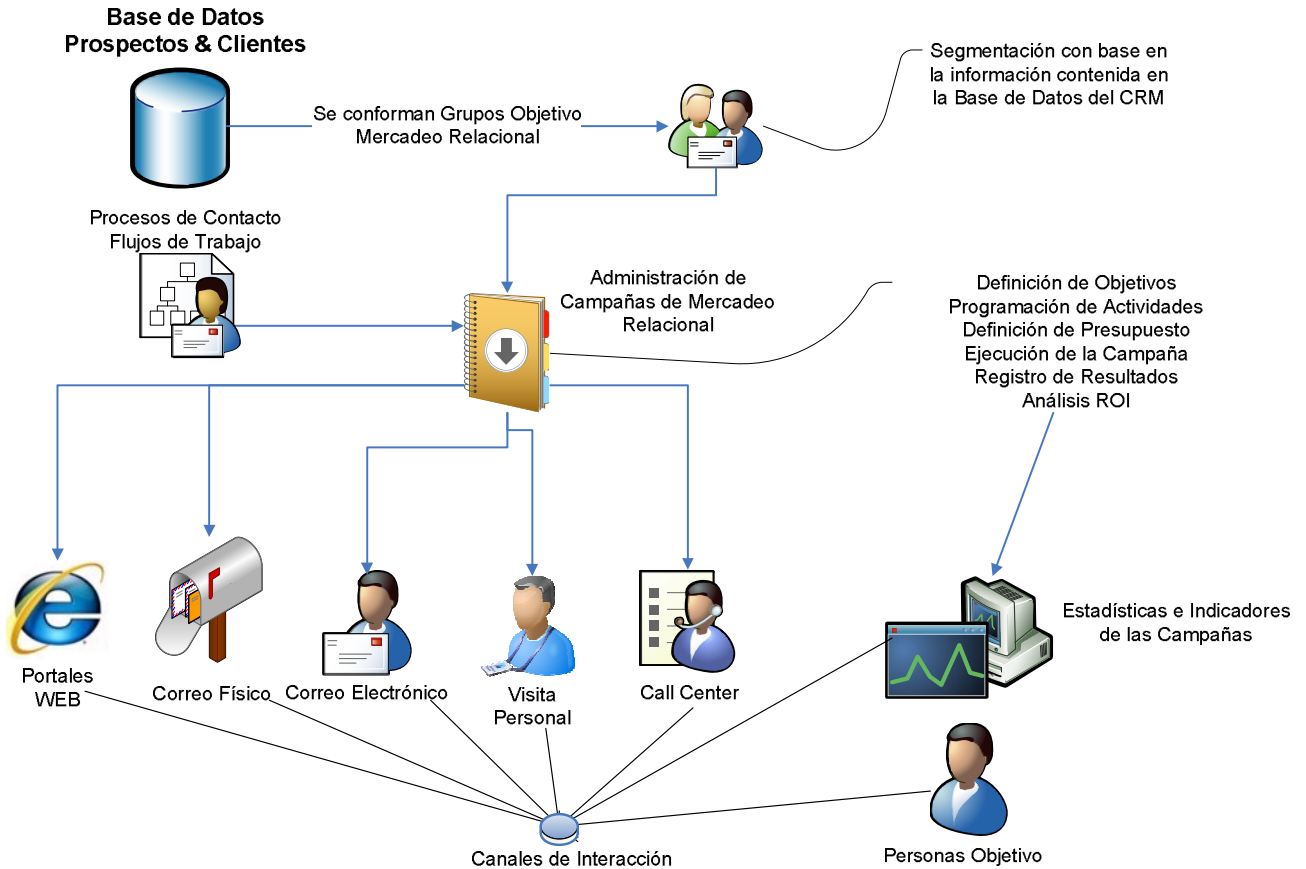 Base de Datos
Prospectos & Clientes
Segmentación con base en
la información contenida en
la Base de Datos del CRM
Se conforman Grupos Objetivo
Mercadeo Relacional
Procesos de Contacto
Flujos de Trabajo
Administración de
Campañas de Mercadeo
Relacional
Definición de Objetivos
Programación de Actividades
Definición de Presupuesto
Ejecución de la Campaña
Registro de Resultados
Análisis ROI
Estadísticas e Indicadores
de las Campañas
Portales
WEB
Correo Físico
Correo Electrónico
Visita
Personal
Call Center
Canales de Interacción
Personas Objetivo